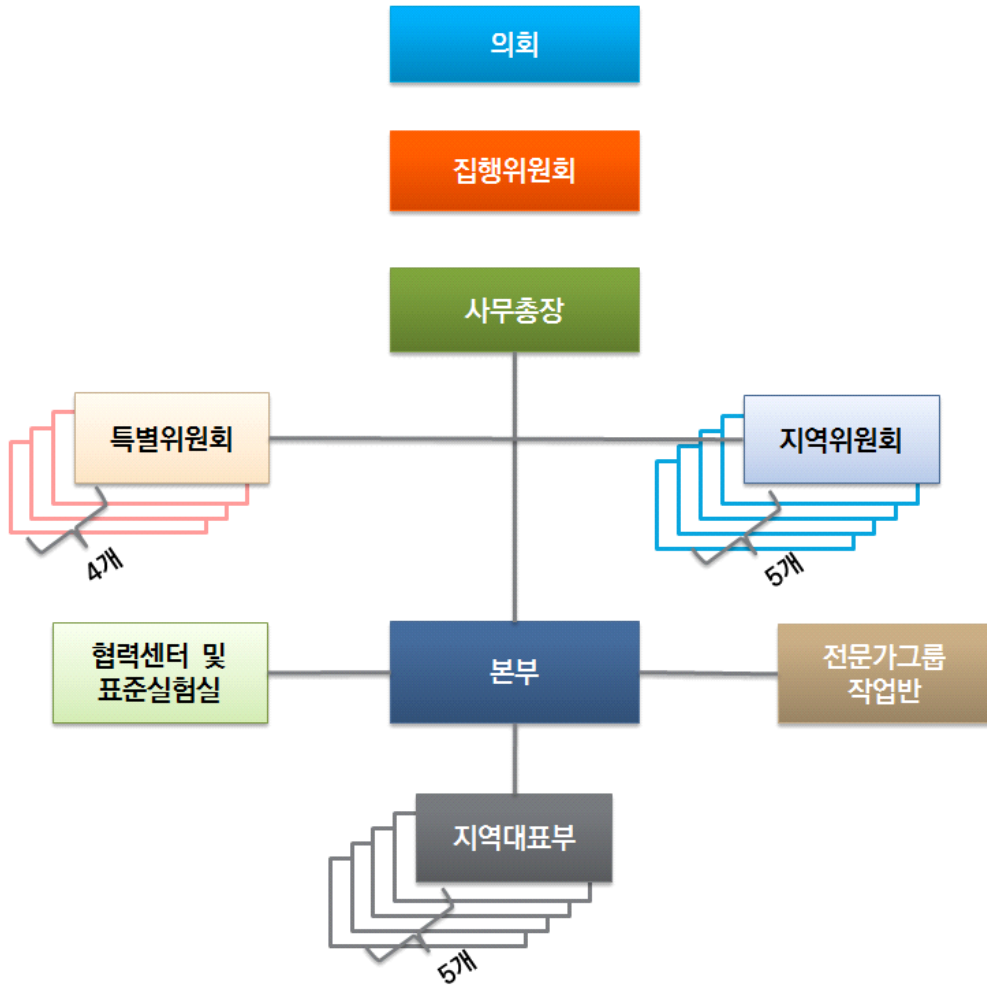 의회
집행위원회
사무총장
특별위원회
지역위원회
4개
5개
협력센터 및
표준실험실
본부
전문가그룹
작업반
지역대표부
5개